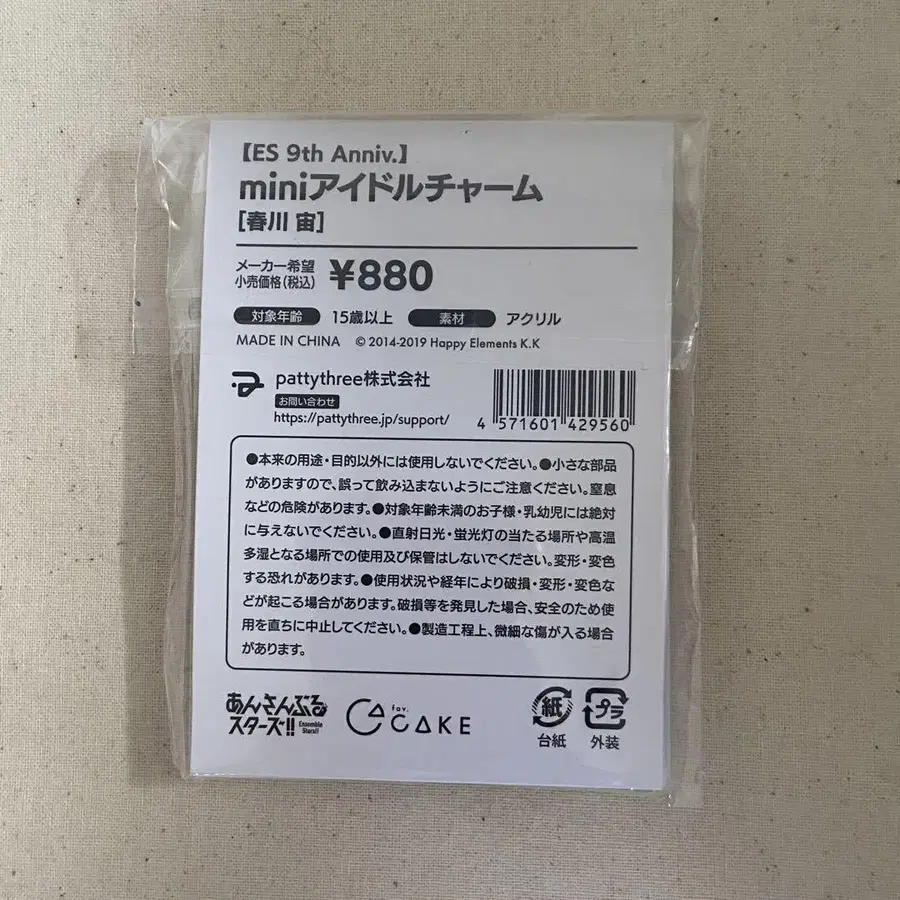 【ES 9th Anniv.】
miniアイドルチャーム
[春川 宙]
メーカー希望
小売価格(税込) ¥880
対象年齢 15歳以上 素材 アクリル
MADE IN CHINA © 2014-2019 Happy Elements K.K
pattythree株式会社
お問い合わせ
https://pattythree.jp/support/
4 571601 429560
●本来の用途・目的以外には使用しないでください。●小さな部品
がありますので、誤って飲み込まないようにご注意ください。窒息
などの危険があります。●対象年齢未満のお子様・乳幼児には絶対
に与えないでください。●直射日光・蛍光灯の当たる場所や高温
多湿となる場所での使用及び保管はしないでください。変形・変色
する恐れがあります。●使用状況や経年により破損・変形・変色な
どが起こる場合があります。破損等を発見した場合、安全のため使
用を直ちに中止してください。●製造工程上、微細な傷が入る場合
があります。
あんさんぶる
スターズ!!
Ensemble
Stars!!
fav.
CAKE
紙
台紙
プラ
外装